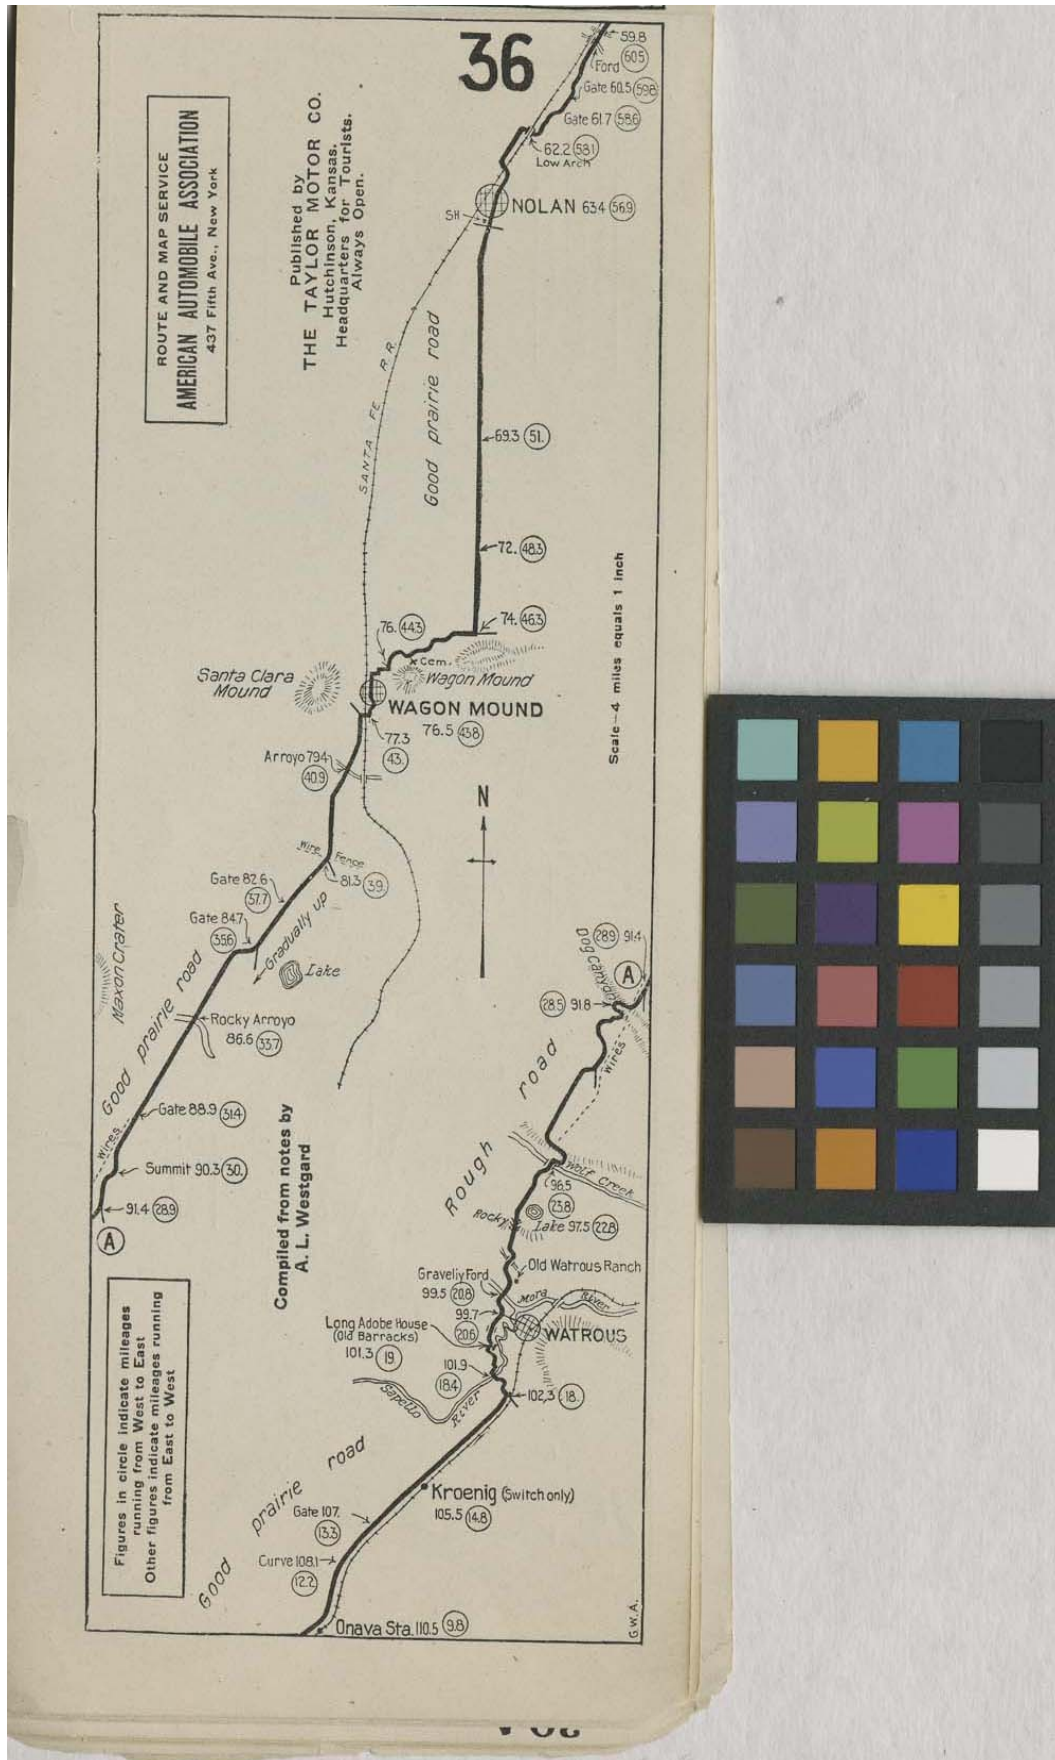 36
ROUTE AND MAP SERVICE
AMERICAN AUTOMOBILE ASSOCIATION
437 Fifth Ave., New York
Published by
THE TAYLOR MOTOR CO.
Hutchinson, Kansas.
Headquarters for Tourists.
Always Open.
59.8
60.5
Ford
Gate 60.5 59.8
Gate 61.7 58.6
62.2 58.1
Low Arch
SH
NOLAN 63.4 56.9
SANTA FE R.R.
Good prairie road
69.3 51.
72. 48.3
74. 46.3
76. 44.3
Cem.
Wagon Mound
Santa Clara
Mound
WAGON MOUND
76.5 43.8
77.3
43.
Arroyo 79.4
40.9
Scale—4 miles equals 1 inch
N
Wire Fence
81.3 39.
Gate 82.6
37.7
Gate 84.7
35.6
Gradually up
Lake
Maxon Crater
Good prairie road
Rocky Arroyo
86.6 33.7
Gate 88.9 31.4
Wires
Summit 90.3 30.
91.4 28.9
A
Compiled from notes by
A. L. Westgard
28.9 91.4
Dog Canyon
A
28.5 91.8
Wires
Rough road
Wolf Creek
96.5
23.8
Rocky
Lake 97.5 22.8
Old Watrous Ranch
Gravelly Ford
99.5 20.8
Mora River
99.7
20.6
WATROUS
Long Adobe House
(Old Barracks)
101.3 19.
101.9
18.4
Sapello River
102.3 18.
Good prairie road
Kroenig (Switch only)
105.5 14.8
Gate 107.
13.3
Curve 108.1
12.2
Onava Sta. 110.5 9.8
G.W.A.
Figures in circle indicate mileages
running from West to East
Other figures indicate mileages running
from East to West